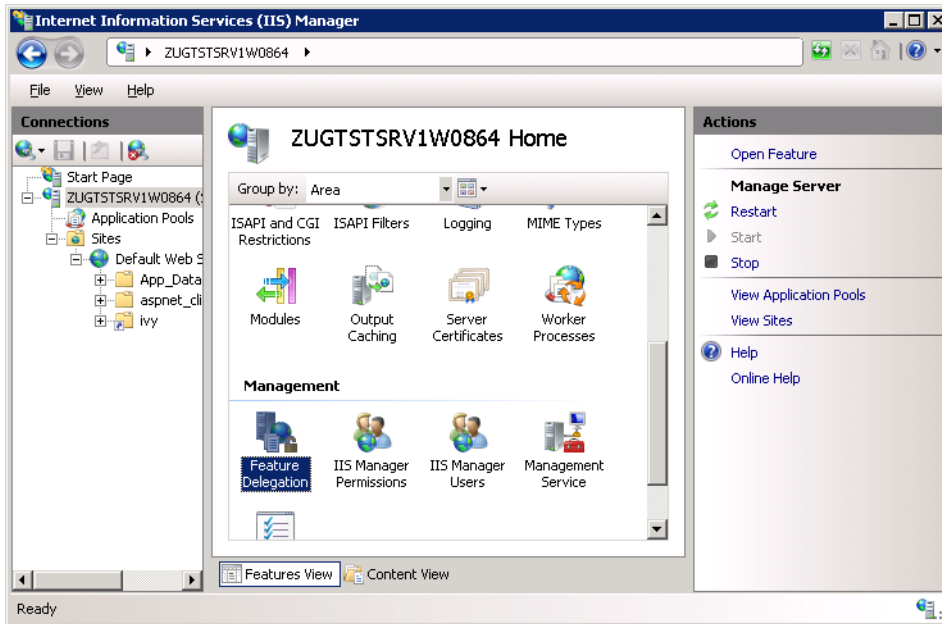 Internet Information Services (IIS) Manager
ZUGTSTSRV1W0864
File View Help
Connections
Start Page
ZUGTSTSRV1W0864 (
Application Pools
Sites
Default Web S
App_Data
aspnet_cli
ivy
ZUGTSTSRV1W0864 Home
Group by: Area
ISAPI and CGI Restrictions
ISAPI Filters
Logging
MIME Types
Modules
Output Caching
Server Certificates
Worker Processes
Management
Feature Delegation
IIS Manager Permissions
IIS Manager Users
Management Service
Features View
Content View
Actions
Open Feature
Manage Server
Restart
Start
Stop
View Application Pools
View Sites
Help
Online Help
Ready